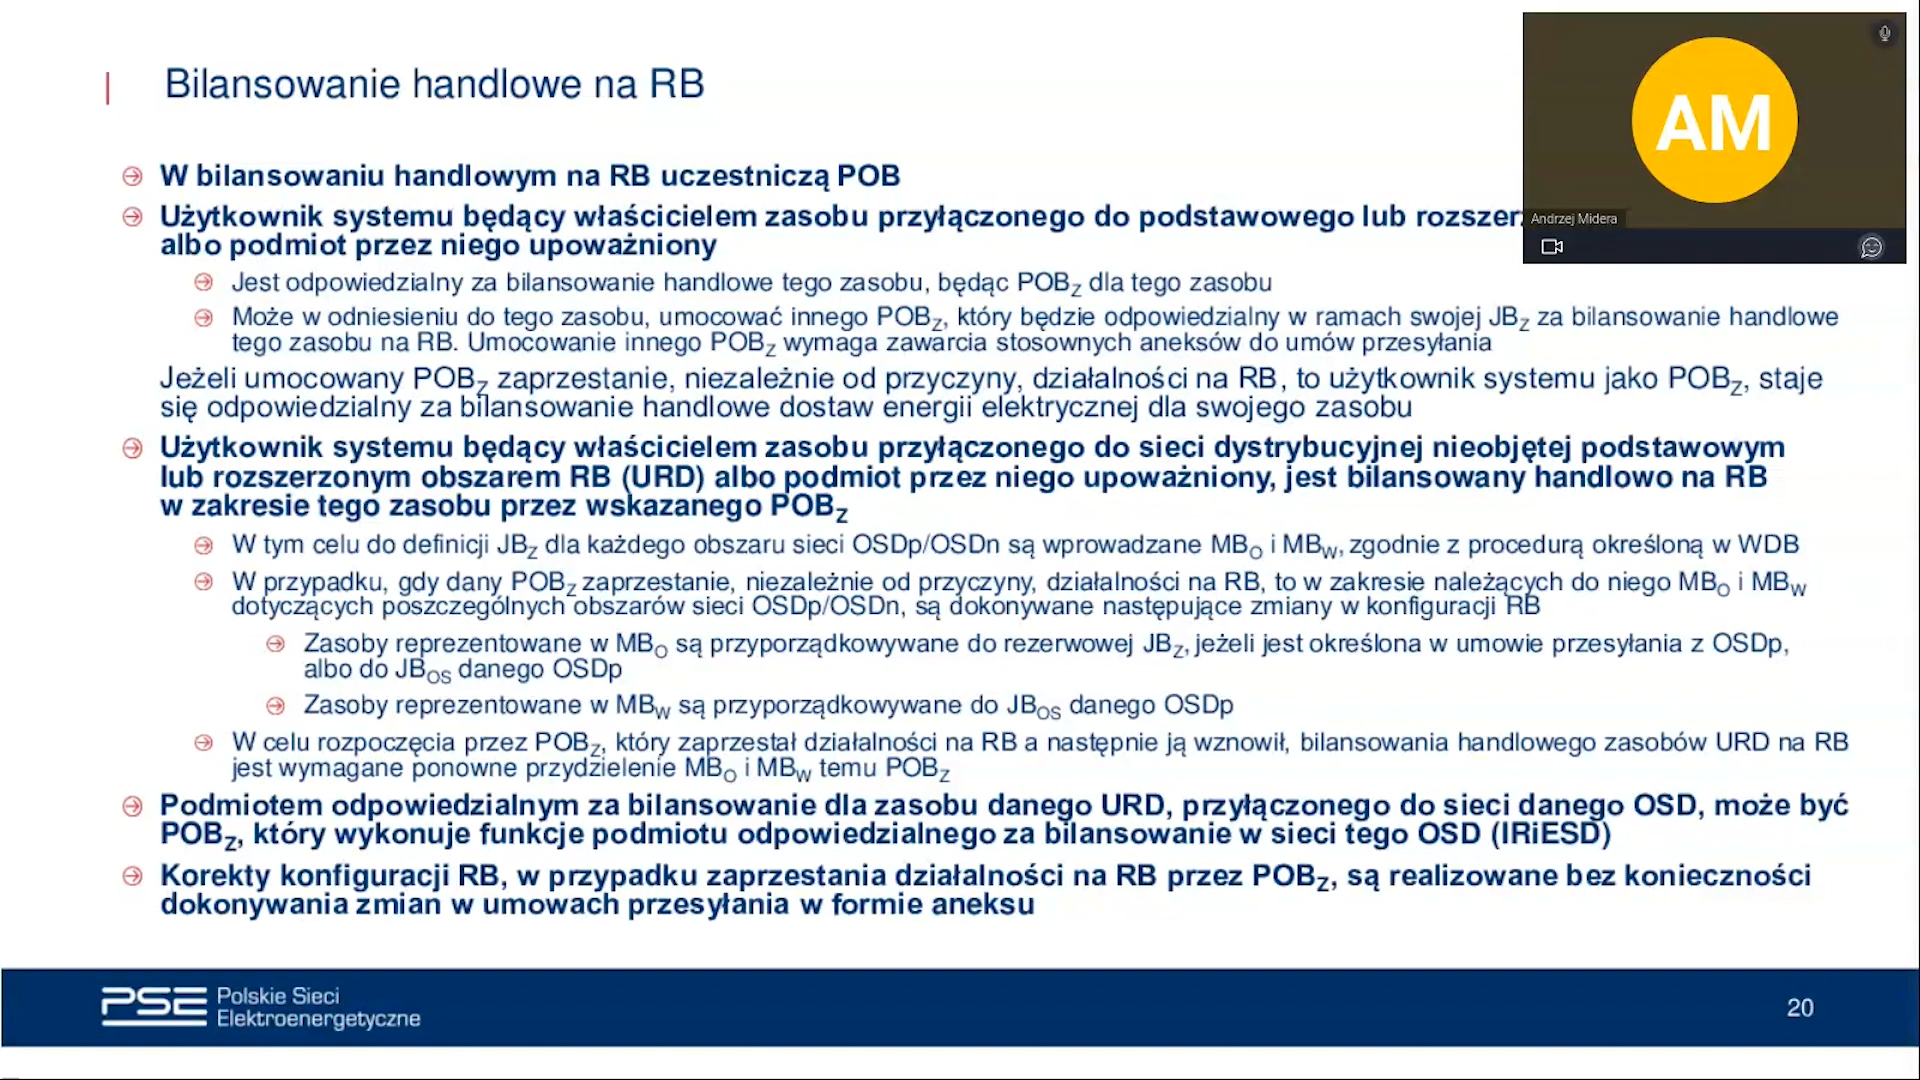 Bilansowanie handlowe na RB
AM
Andrzej Midera
W bilansowaniu handlowym na RB uczestniczą POB
Użytkownik systemu będący właścicielem zasobu przyłączonego do podstawowego lub
albo podmiot przez niego upoważniony
Jest odpowiedzialny za bilansowanie handlowe tego zasobu, będąc POBZ dla tego zasobu
Może w odniesieniu do tego zasobu, umocować innego POBZ, który będzie odpowiedzialny w ramach swojej JBZ za bilansowanie handlowe
tego zasobu na RB. Umocowanie innego POBZ wymaga zawarcia stosownych aneksów do umów przesyłania
Jeżeli umocowany POBZ zaprzestanie, niezależnie od przyczyny, działalności na RB, to użytkownik systemu jako POBZ, staje
się odpowiedzialny za bilansowanie handlowe dostaw energii elektrycznej dla swojego zasobu
Użytkownik systemu będący właścicielem zasobu przyłączonego do sieci dystrybucyjnej nieobjętej podstawowym
lub rozszerzonym obszarem RB (URD) albo podmiot przez niego upoważniony, jest bilansowany handlowo na RB
w zakresie tego zasobu przez wskazanego POBZ
W tym celu do definicji JBZ dla każdego obszaru sieci OSDp/OSDn są wprowadzane MBO i MBW, zgodnie z procedurą określoną w WDB
W przypadku, gdy dany POBZ zaprzestanie, niezależnie od przyczyny, działalności na RB, to w zakresie należących do niego MBO i MBW
dotyczących poszczególnych obszarów sieci OSDp/OSDn, są dokonywane następujące zmiany w konfiguracji RB
Zasoby reprezentowane w MBO są przyporządkowywane do rezerwowej JBZ, jeżeli jest określona w umowie przesyłania z OSDp,
albo do JBOS danego OSDp
Zasoby reprezentowane w MBW są przyporządkowywane do JBOS danego OSDp
W celu rozpoczęcia przez POBZ, który zaprzestał działalności na RB a następnie ją wznowił, bilansowania handlowego zasobów URD na RB
jest wymagane ponowne przydzielenie MBO i MBW temu POBZ
Podmiotem odpowiedzialnym za bilansowanie dla zasobu danego URD, przyłączonego do sieci danego OSD, może być
POBZ, który wykonuje funkcje podmiotu odpowiedzialnego za bilansowanie w sieci tego OSD (IRiESD)
Korekty konfiguracji RB, w przypadku zaprzestania działalności na RB przez POBZ, są realizowane bez konieczności
dokonywania zmian w umowach przesyłania w formie aneksu
PSE Polskie Sieci
Elektroenergetyczne
20